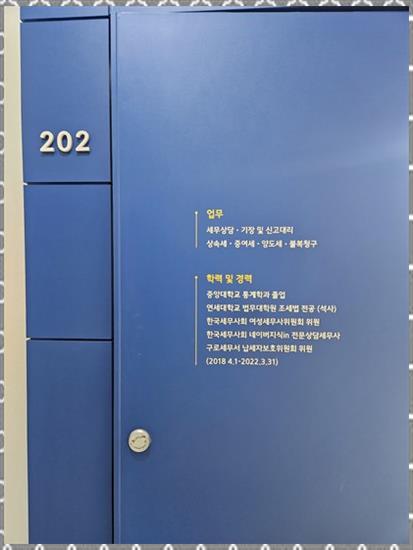 202
업무
세무상담 · 기장 및 신고대리
상속세 · 증여세 · 양도세 · 불복청구
학력 및 경력
중앙대학교 통계학과 졸업
연세대학교 법무대학원 조세법 전공 (석사)
한국세무사회 여성세무사위원회 위원
한국세무사회 네이버지식in 전문상담세무사
구로세무서 납세자보호위원회 위원
(2018 4.1-2022.3.31)